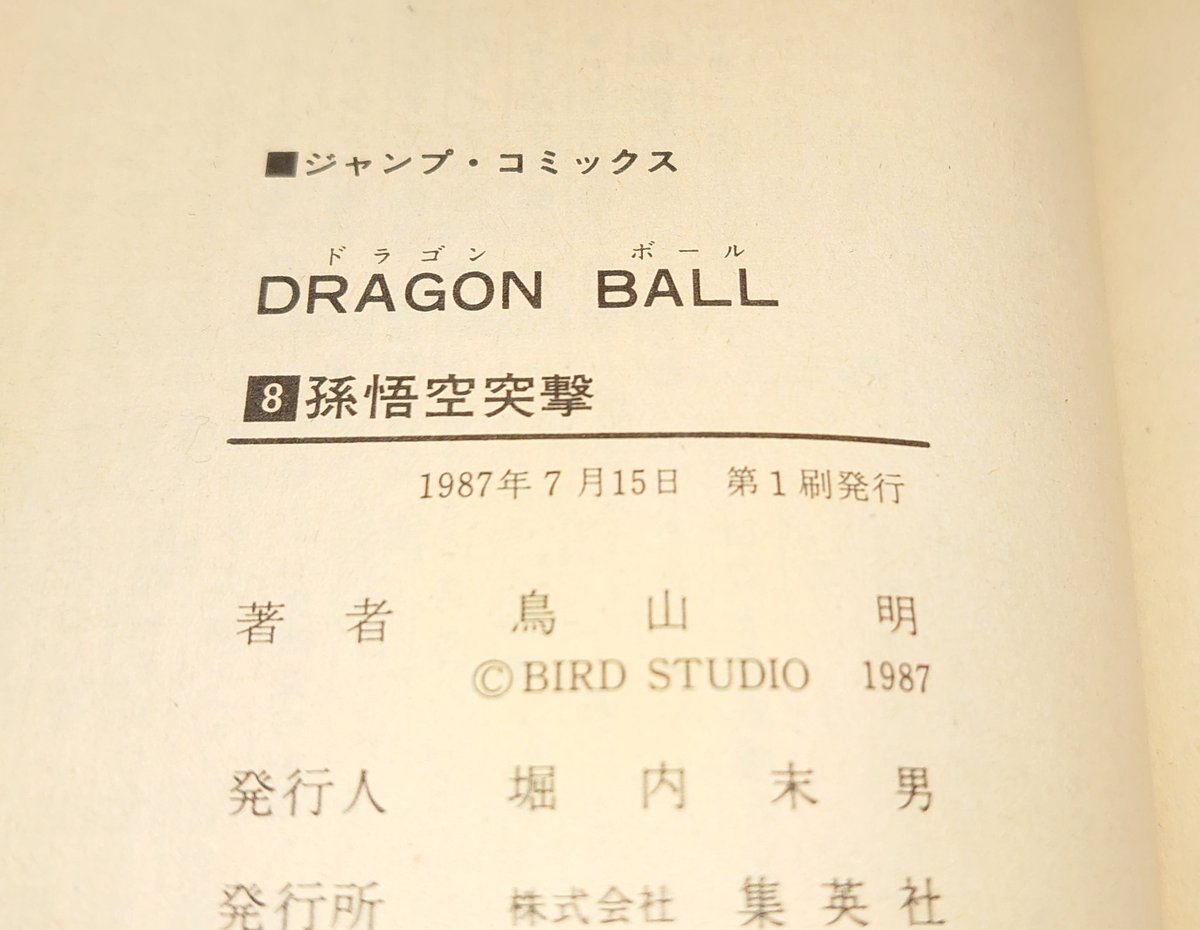 ■ジャンプ・コミックス
ドラゴン ボール
DRAGON BALL
8 孫悟空突撃
1987年7月15日 第1刷発行
著者 鳥山明
©BIRD STUDIO 1987
発行人 堀内末男
発行所 株式会社 集英社